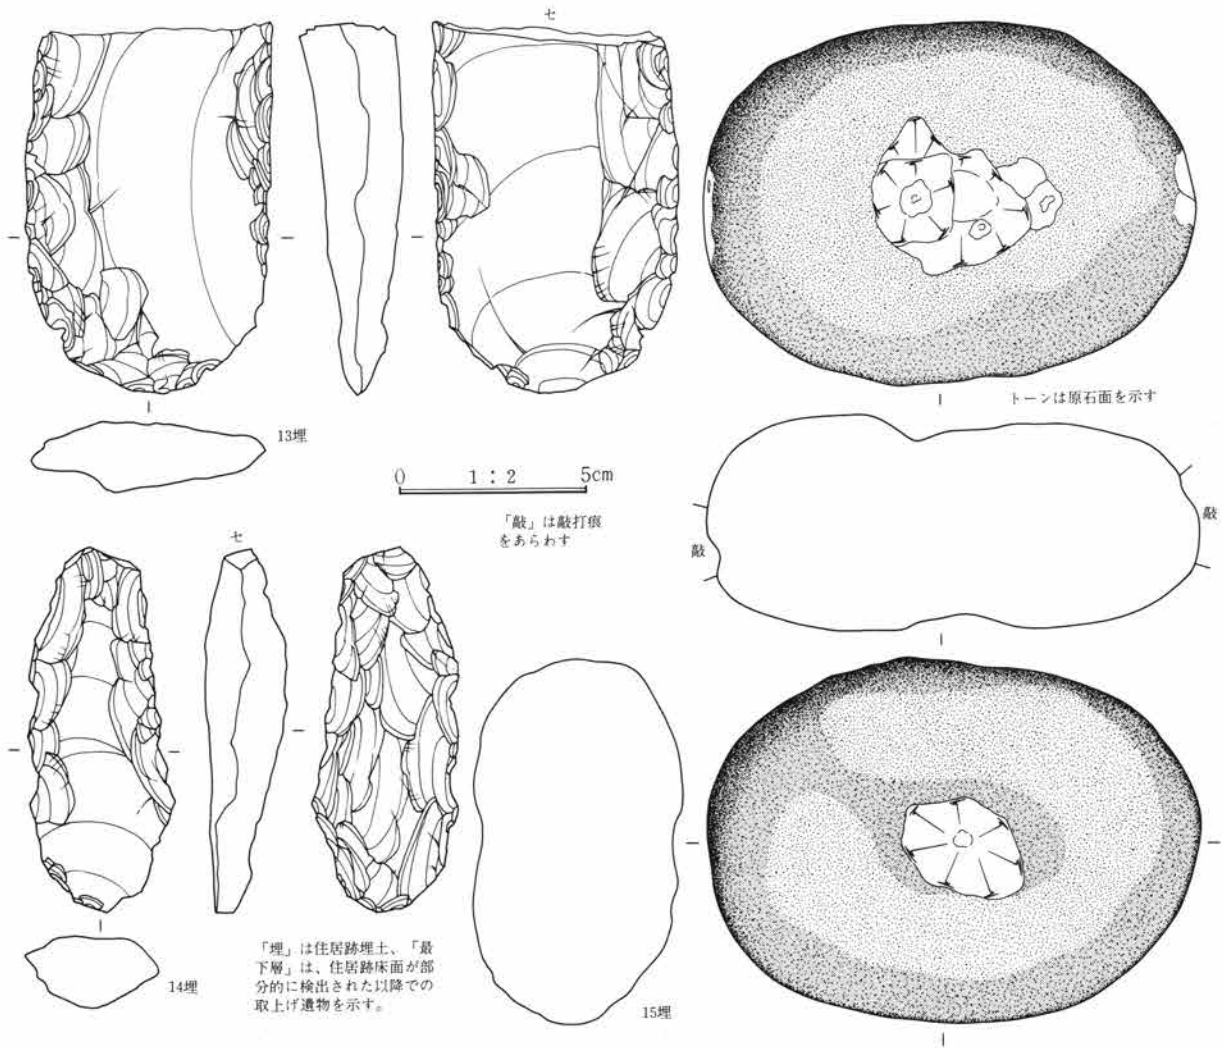 セ
トーンは原石面を示す
13埋
0 1:2 5cm
「敲」は敲打痕
をあらわす
敲
敲
セ
「埋」は住居跡埋土、「最
下層」は、住居跡床面が部
分的に検出された以降での
取上げ遺物を示す。
14埋
15埋